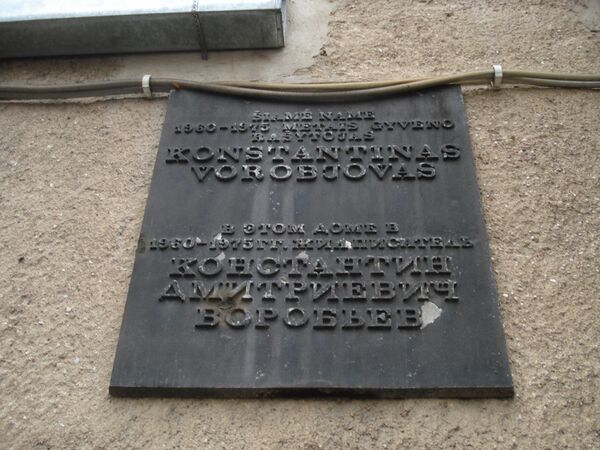 ŠIAME NAME
1960-1975 METAIS GYVENO
RAŠYTOJAS
KONSTANTINAS
VOROBJOVAS
В ЭТОМ ДОМЕ В
1960-1975 ГГ. ЖИЛ ПИСАТЕЛЬ
КОНСТАНТИН
ДМИТРИЕВИЧ
ВОРОБЬЕВ